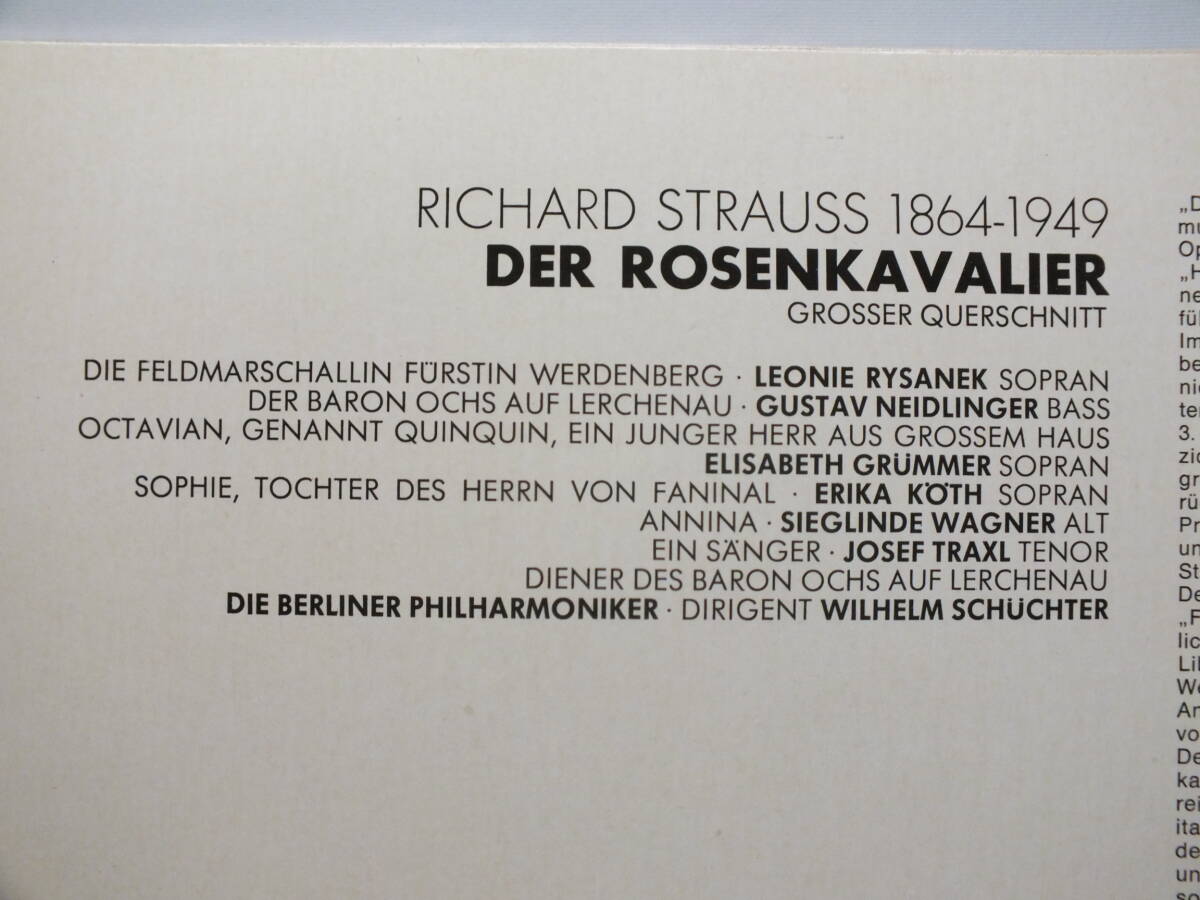 RICHARD STRAUSS 1864-1949
DER ROSENKAVALIER
GROSSER QUERSCHNITT
DIE FELDMARSCHALLIN FÜRSTIN WERDENBERG · LEONIE RYSANEK SOPRAN
DER BARON OCHS AUF LERCHENAU · GUSTAV NEIDLINGER BASS
OCTAVIAN, GENANNT QUINQUIN, EIN JUNGER HERR AUS GROSSEM HAUS
ELISABETH GRÜMMER SOPRAN
SOPHIE, TOCHTER DES HERRN VON FANINAL · ERIKA KÖTH SOPRAN
ANNINA · SIEGLINDE WAGNER ALT
EIN SÄNGER · JOSEF TRAXL TENOR
DIENER DES BARON OCHS AUF LERCHENAU
DIE BERLINER PHILHARMONIKER · DIRIGENT WILHELM SCHÜCHTER